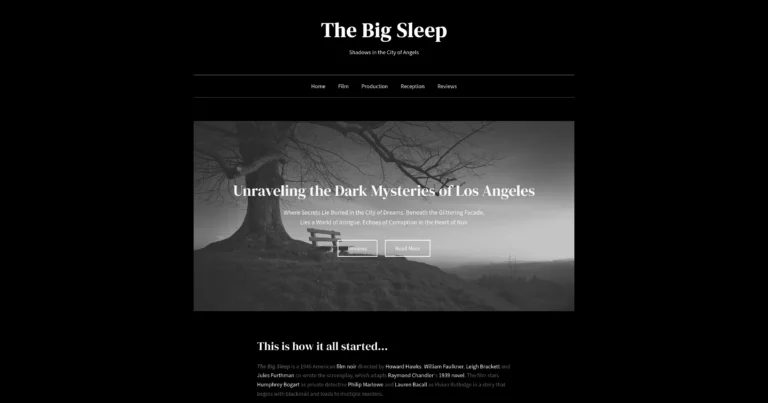 The Big Sleep
Shadows in the City of Angels
Home Film Production Reception Reviews
Unraveling the Dark Mysteries of Los Angeles
Where Secrets Lie Buried in the City of Dreams. Beneath the Glittering Facade,
Lies a World of Intrigue. Echoes of Corruption in the Heart of Noir.
Read More
This is how it all started...
The Big Sleep is a 1946 American film noir directed by Howard Hawks. William Faulkner, Leigh Brackett and
Jules Furthman co-wrote the screenplay, which adapts Raymond Chandler's 1939 novel. The film stars
Humphrey Bogart as private detective Philip Marlowe and Lauren Bacall as Vivian Rutledge in a story that
begins with blackmail and leads to multiple murders.